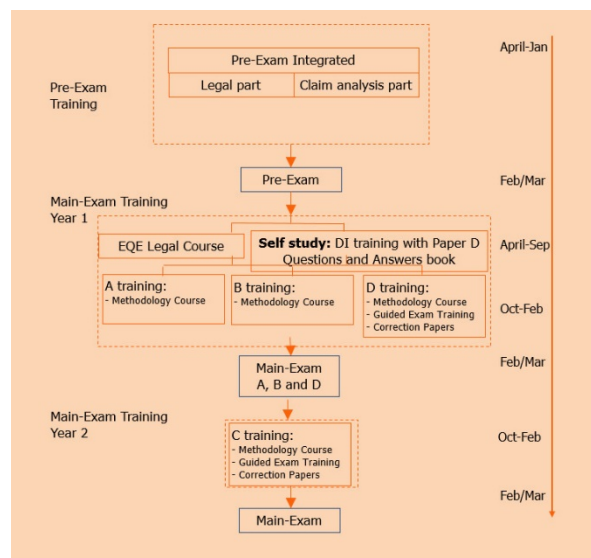 April-Jan
Pre-Exam Integrated
Legal part
Claim analysis part
Pre-Exam
Training
Pre-Exam
Feb/Mar
Main-Exam Training
Year 1
EQE Legal Course
Self study: DI training with Paper D
Questions and Answers book
April-Sep
A training:
- Methodology Course
B training:
- Methodology Course
D training:
- Methodology Course
- Guided Exam Training
- Correction Papers
Oct-Feb
Main-Exam
A, B and D
Feb/Mar
Main-Exam Training
Year 2
C training:
- Methodology Course
- Guided Exam Training
- Correction Papers
Oct-Feb
Feb/Mar
Main-Exam